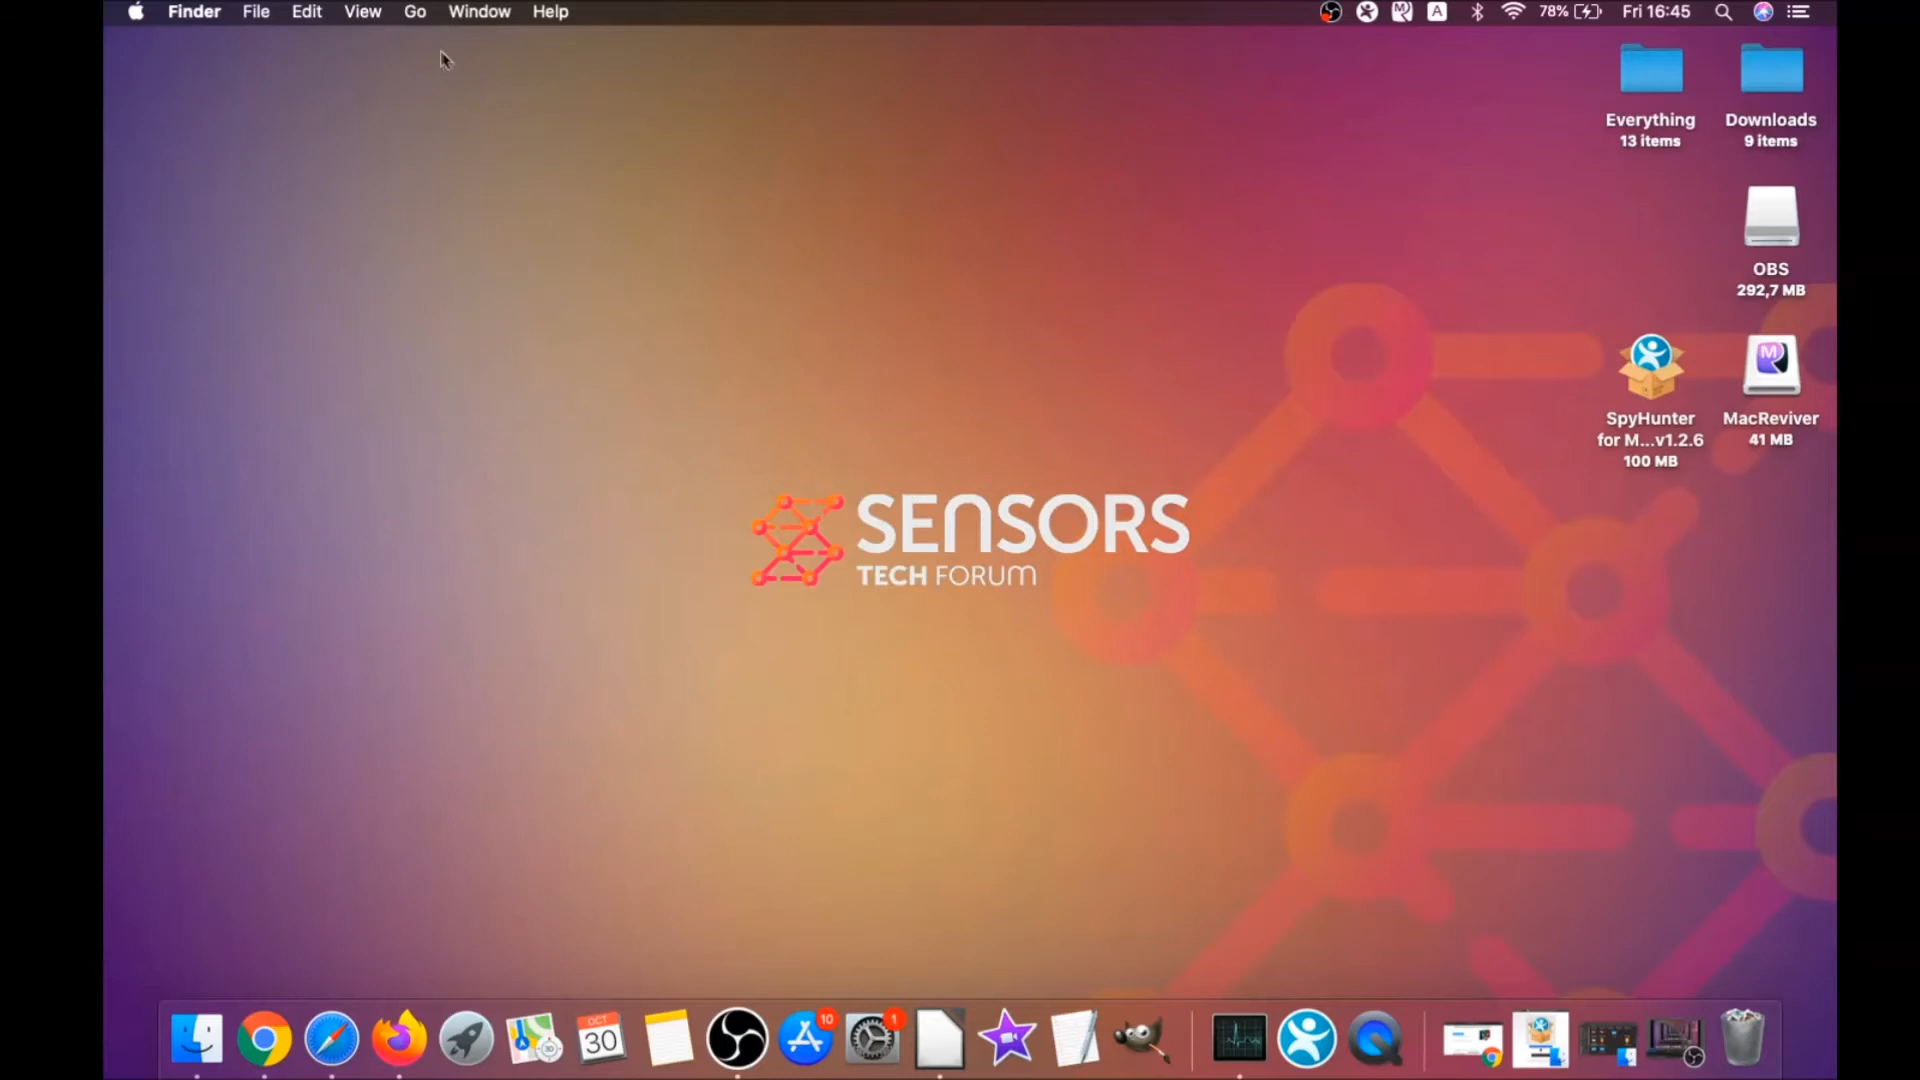 Finder File Edit View Go Window Help
A 78% Fri 16:45
Everything
13 items
Downloads
9 items
OBS
292,7 MB
SpyHunter
for M...v1.2.6
100 MB
M
MacReviver
41 MB
SENSORS
TECH FORUM
OCT
30
10
1